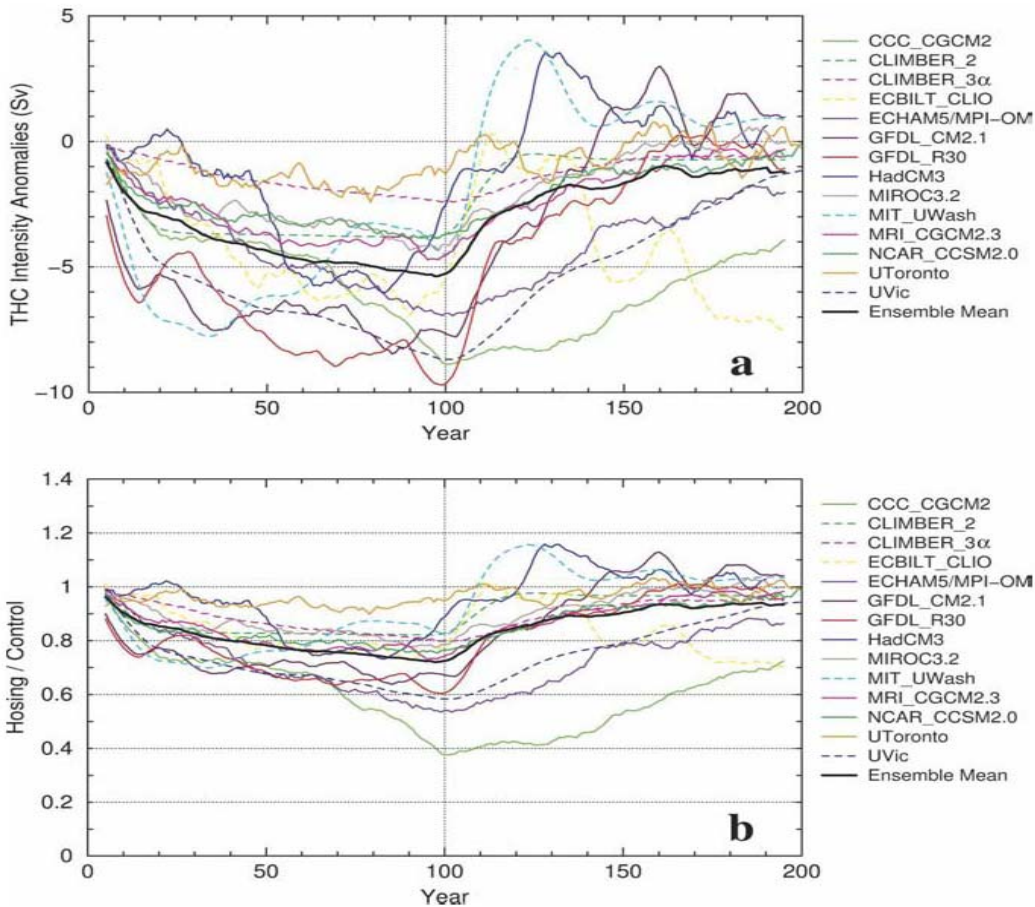 5
0
−5
−10
THC Intensity Anomalies (Sv)
0
50
100
150
200
Year
a
CCC_CGCM2
CLIMBER_2
CLIMBER_3α
ECBILT_CLIO
ECHAM5/MPI-OM
GFDL_CM2.1
GFDL_R30
HadCM3
MIROC3.2
MIT_UWash
MRI_CGCM2.3
NCAR_CCSM2.0
UToronto
UVic
Ensemble Mean
1.4
1.2
1
0.8
0.6
0.4
0.2
0
Hosing / Control
0
50
100
150
200
Year
b
CCC_CGCM2
CLIMBER_2
CLIMBER_3α
ECBILT_CLIO
ECHAM5/MPI-OM
GFDL_CM2.1
GFDL_R30
HadCM3
MIROC3.2
MIT_UWash
MRI_CGCM2.3
NCAR_CCSM2.0
UToronto
UVic
Ensemble Mean